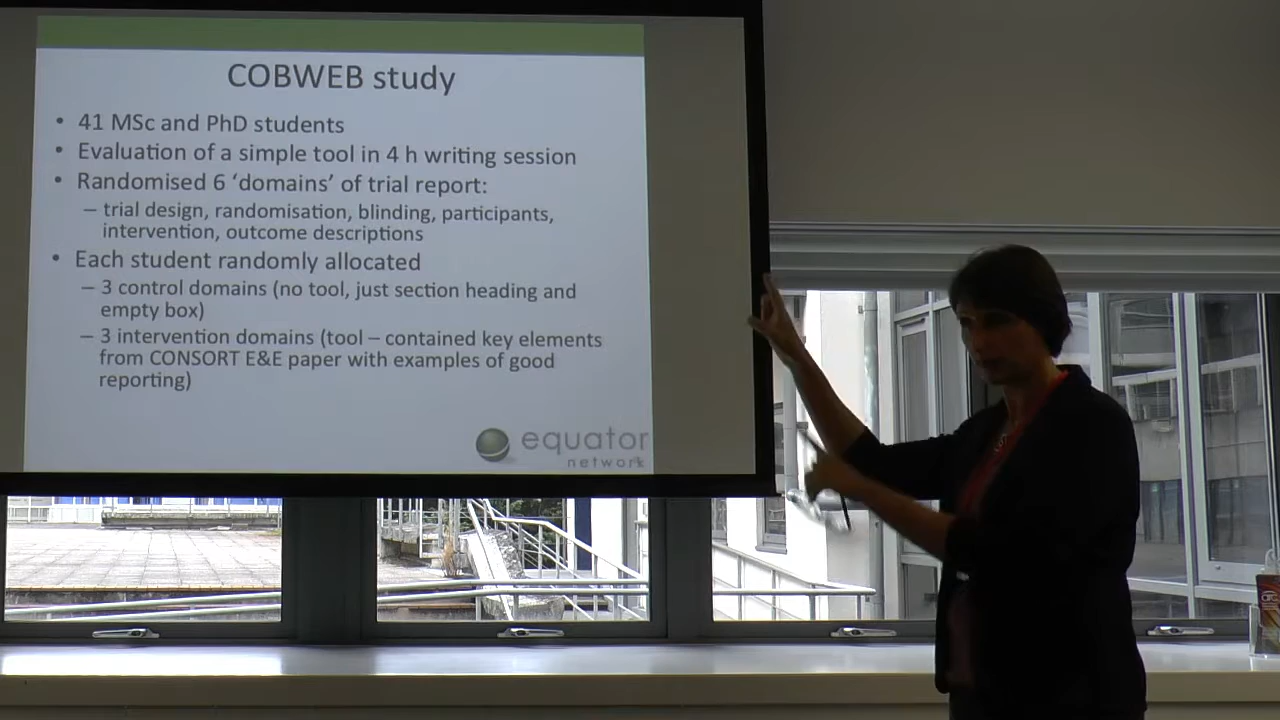 COBWEB study
• 41 MSc and PhD students
• Evaluation of a simple tool in 4 h writing session
• Randomised 6 ‘domains’ of trial report:
– trial design, randomisation, blinding, participants,
intervention, outcome descriptions
• Each student randomly allocated
– 3 control domains (no tool, just section heading and
empty box)
– 3 intervention domains (tool – contained key elements
from CONSORT E&E paper with examples of good
reporting)
equator
network